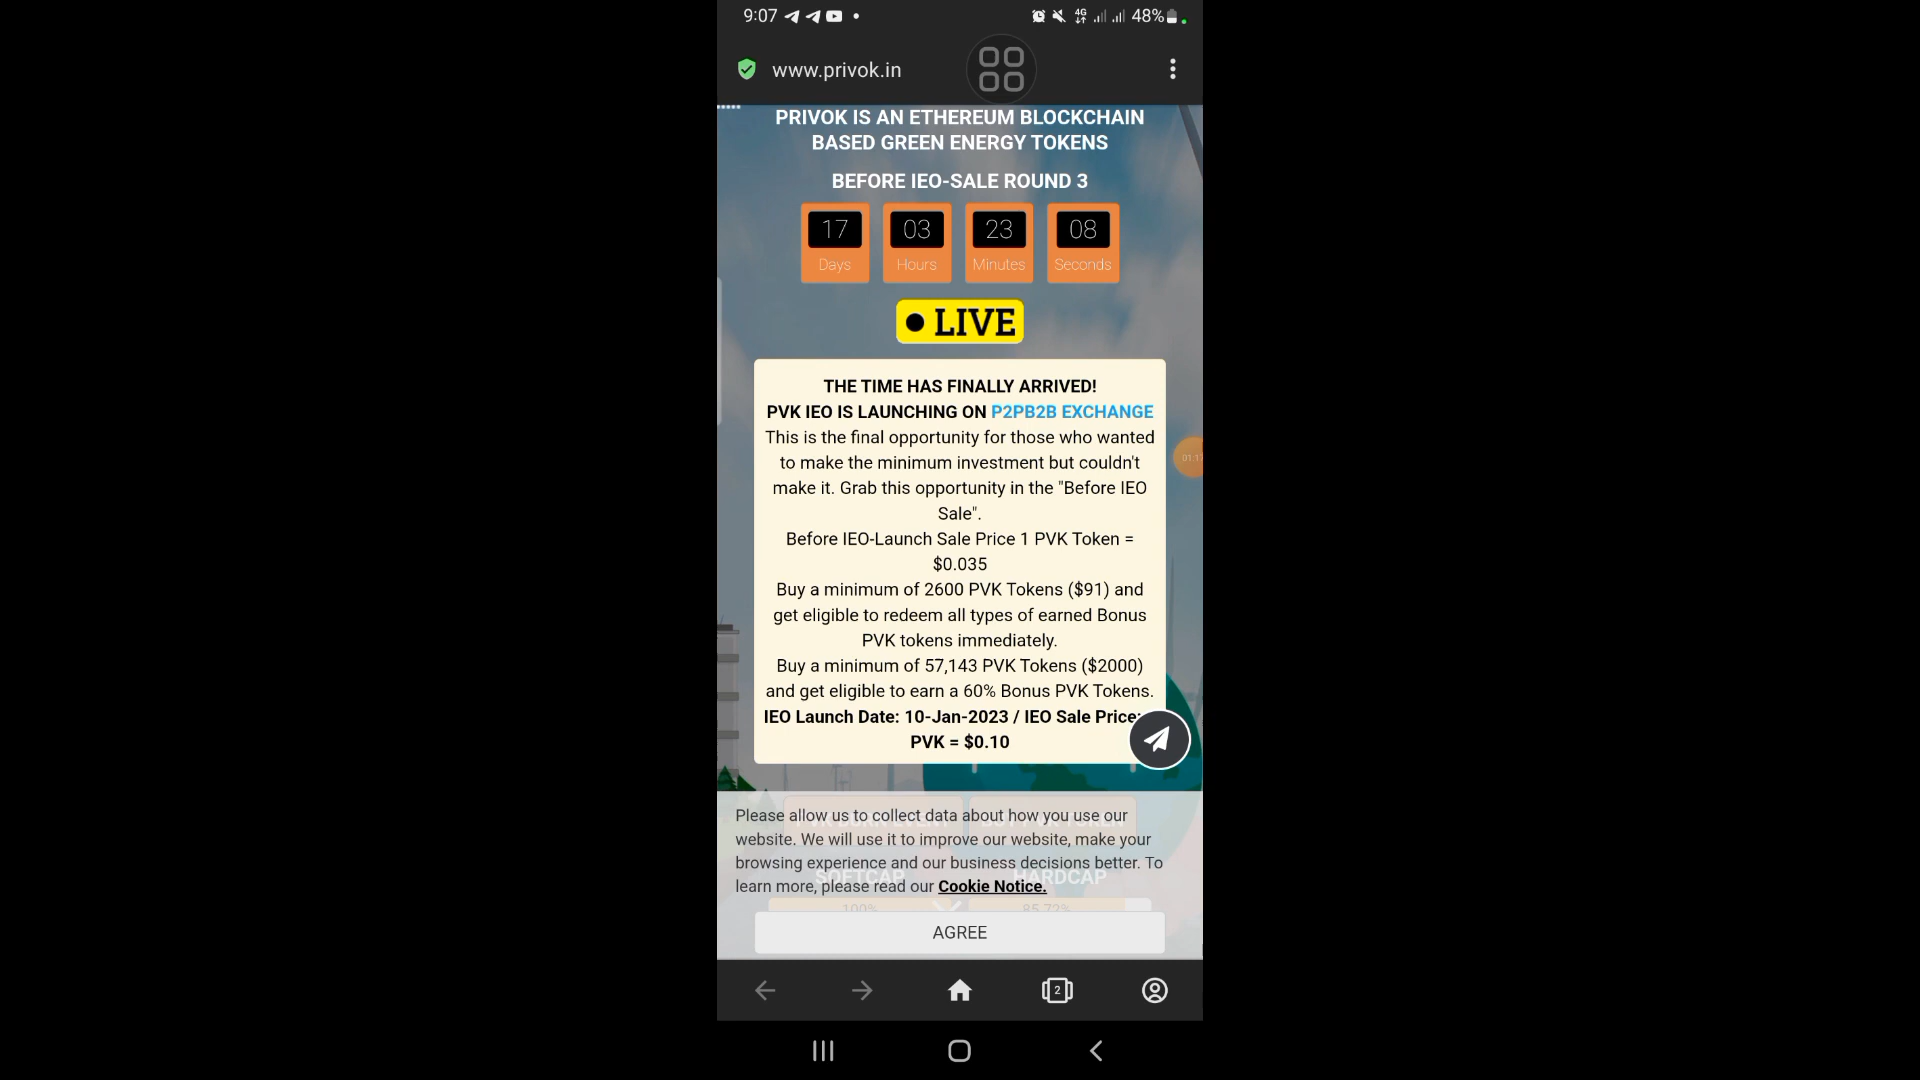 9:07
4G
48%
www.privok.in
PRIVOK IS AN ETHEREUM BLOCKCHAIN
BASED GREEN ENERGY TOKENS
BEFORE IEO-SALE ROUND 3
17 03 23 08
Days Hours Minutes Seconds
LIVE
THE TIME HAS FINALLY ARRIVED!
PVK IEO IS LAUNCHING ON P2PB2B EXCHANGE
This is the final opportunity for those who wanted
to make the minimum investment but couldn't
make it. Grab this opportunity in the "Before IEO
Sale".
Before IEO-Launch Sale Price 1 PVK Token =
$0.035
Buy a minimum of 2600 PVK Tokens ($91) and
get eligible to redeem all types of earned Bonus
PVK tokens immediately.
Buy a minimum of 57,143 PVK Tokens ($2000)
and get eligible to earn a 60% Bonus PVK Tokens.
IEO Launch Date: 10-Jan-2023 / IEO Sale Price:
PVK = $0.10
Please allow us to collect data about how you use our
website. We will use it to improve our website, make your
browsing experience and our business decisions better. To
learn more, please read our Cookie Notice.
SOFTCAP HARDCAP
100% 85.72%
AGREE
2